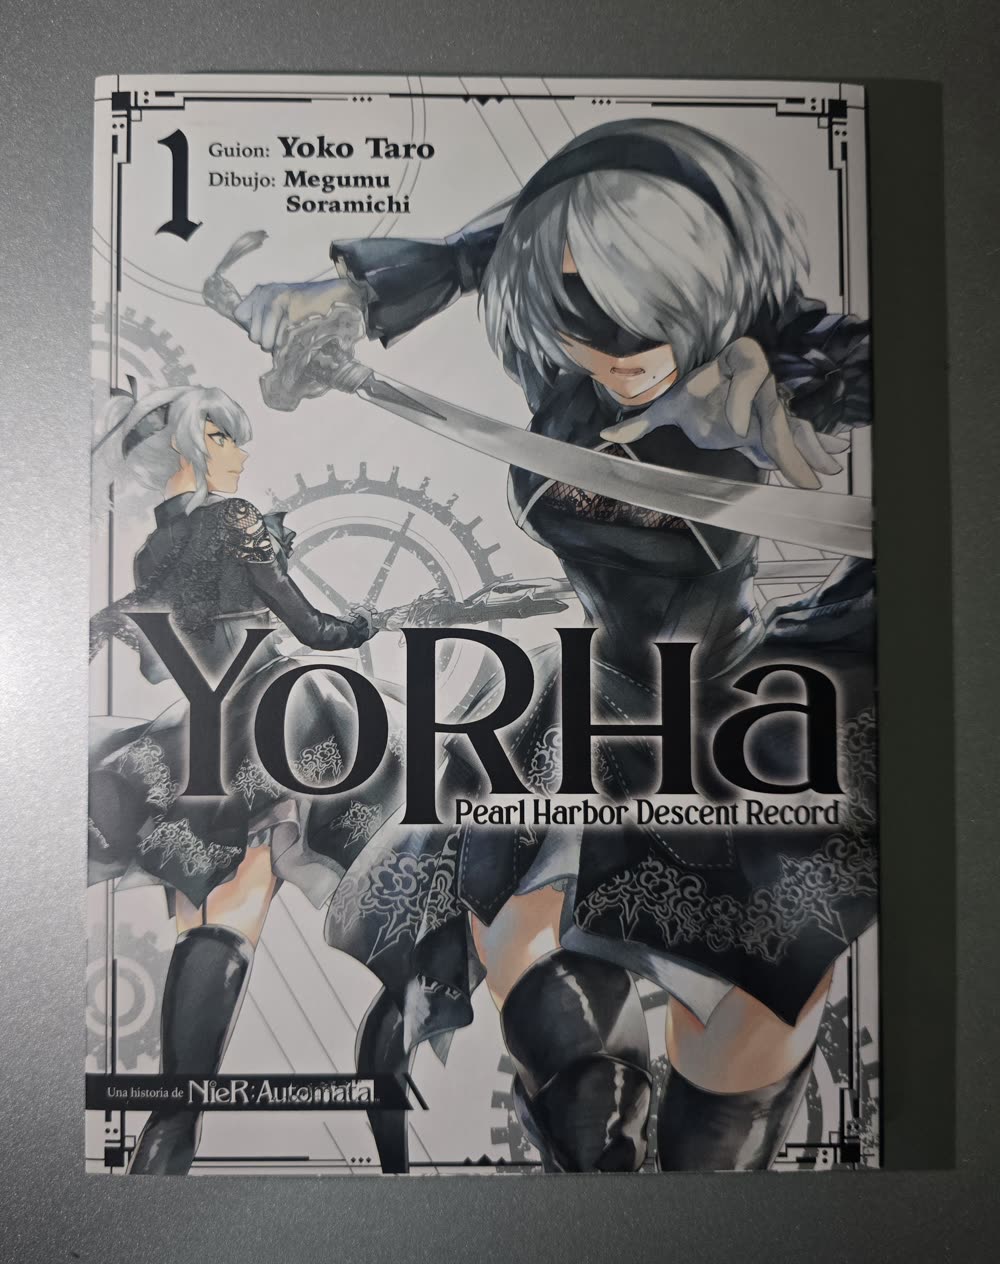 1
Guion: Yoko Taro
Dibujo: Megumu
Soramichi
YoRHa
Pearl Harbor Descent Record
Una historia de NieR:Automata